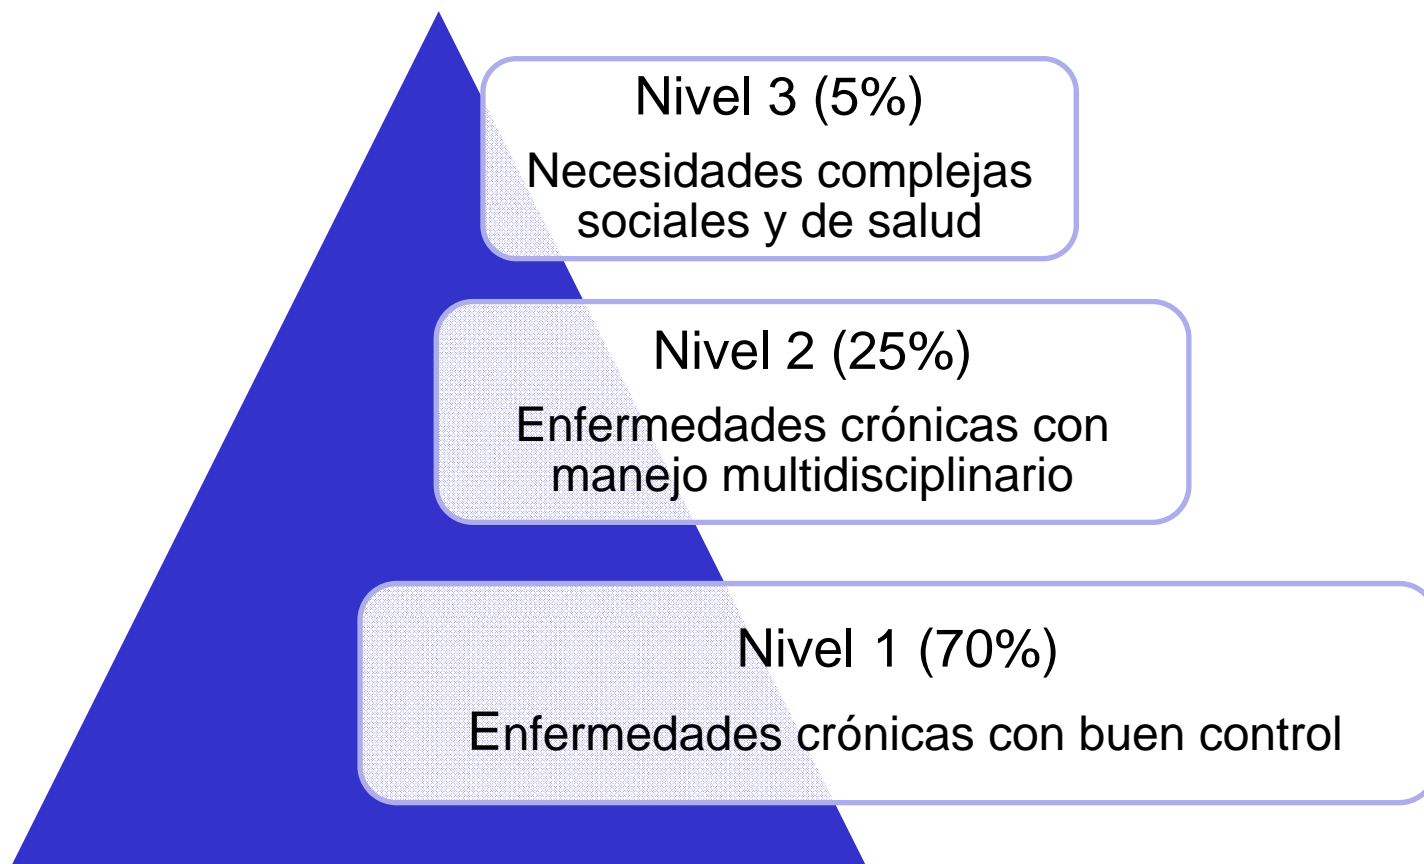 Nivel 3 (5%)
Necesidades complejas
sociales y de salud
Nivel 2 (25%)
Enfermedades crónicas con
manejo multidisciplinario
Nivel 1 (70%)
Enfermedades crónicas con buen control